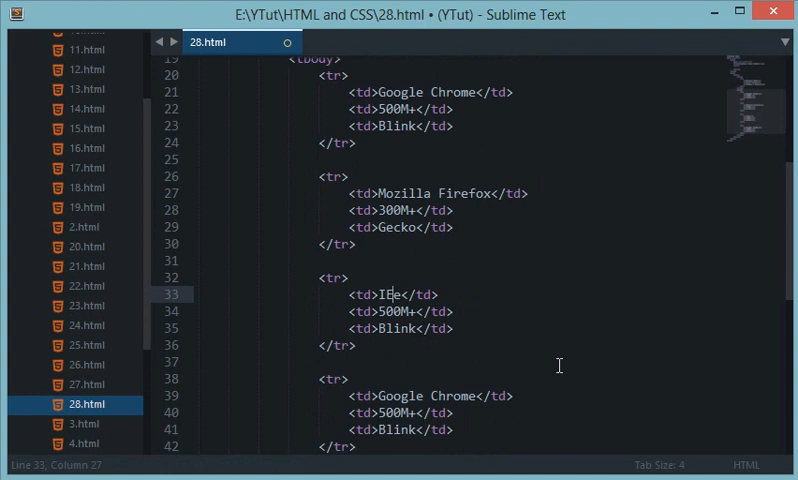 E:\YTut\HTML and CSS\28.html • (YTut) - Sublime Text
28.html
11.html
12.html
13.html
14.html
15.html
16.html
17.html
18.html
19.html
2.html
20.html
21.html
22.html
23.html
24.html
25.html
26.html
27.html
28.html
3.html
4.html
19 <tbody>
20 <tr>
21 <td>Google Chrome</td>
22 <td>500M+</td>
23 <td>Blink</td>
24 </tr>
25
26 <tr>
27 <td>Mozilla Firefox</td>
28 <td>300M+</td>
29 <td>Gecko</td>
30 </tr>
31
32 <tr>
33 <td>IEe</td>
34 <td>500M+</td>
35 <td>Blink</td>
36 </tr>
37
38 <tr>
39 <td>Google Chrome</td>
40 <td>500M+</td>
41 <td>Blink</td>
42 </tr>
Line 33, Column 27
Tab Size: 4
HTML